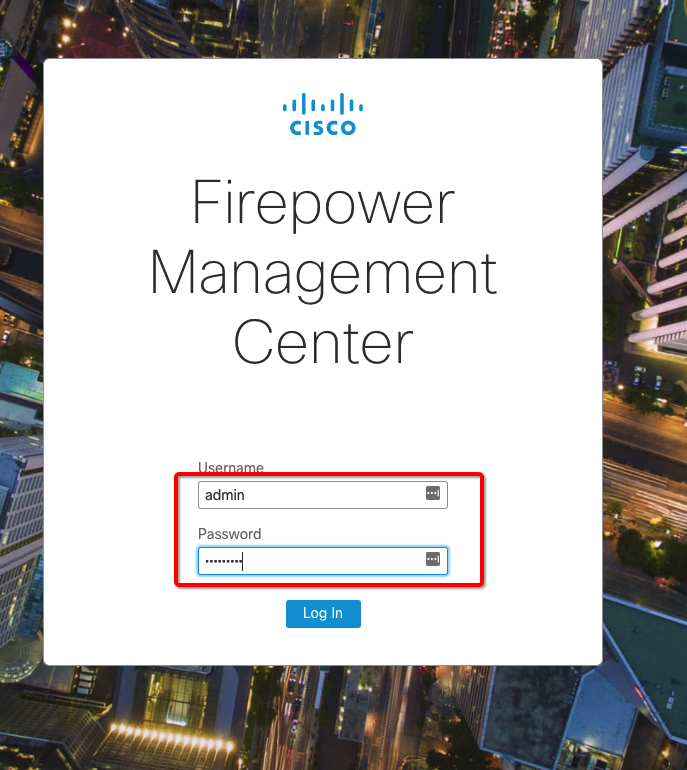 CISCO
Firepower
Management
Center
Username
admin
Password
Log In